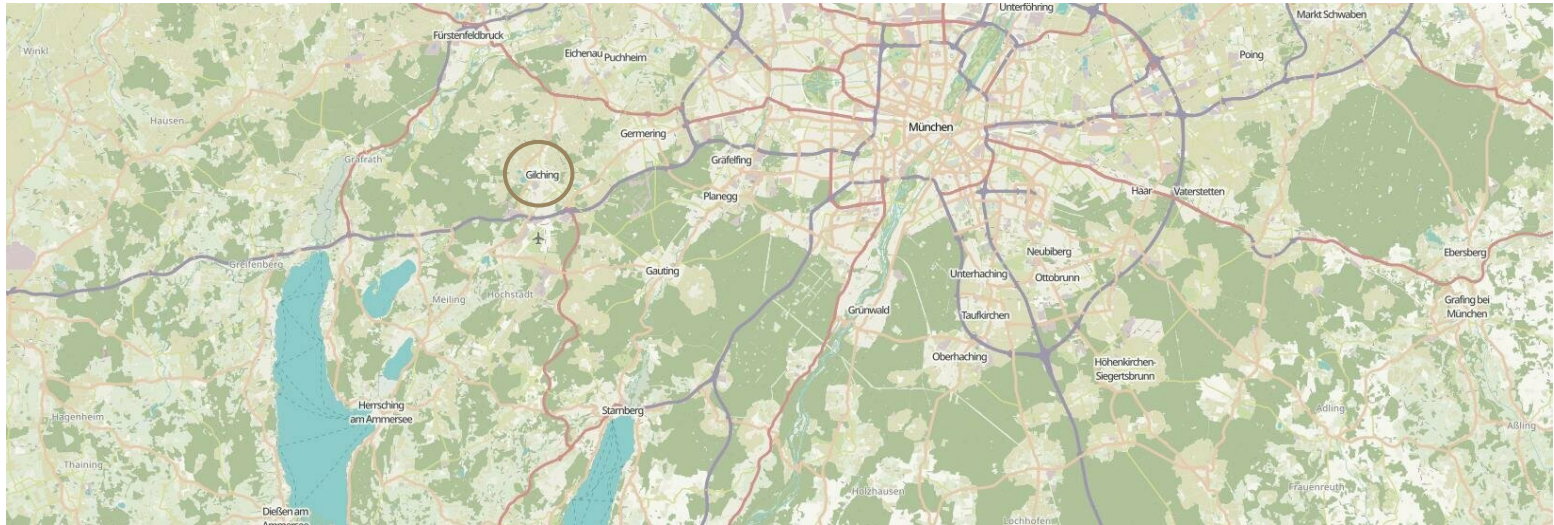 Unterföhring
Markt Schwaben
Fürstenfeldbruck
Winkl
Eichenau
Puchheim
Poing
Hausen
München
Germering
Grafrath
Gräfelfing
Gilching
Planegg
Haar
Vaterstetten
Greifenberg
Gauting
Neubiberg
Ebersberg
Unterhaching
Ottobrunn
Meiling
Hochstadt
Grünwald
Grafing bei
München
Taufkirchen
Oberhaching
Höhenkirchen-
Siegertsbrunn
Herrsching
am Ammersee
Starnberg
Hagenheim
Adling
Aßling
Thaining
Holzhausen
Frauenreuth
Dießen am
Ammersee
Lochhofen